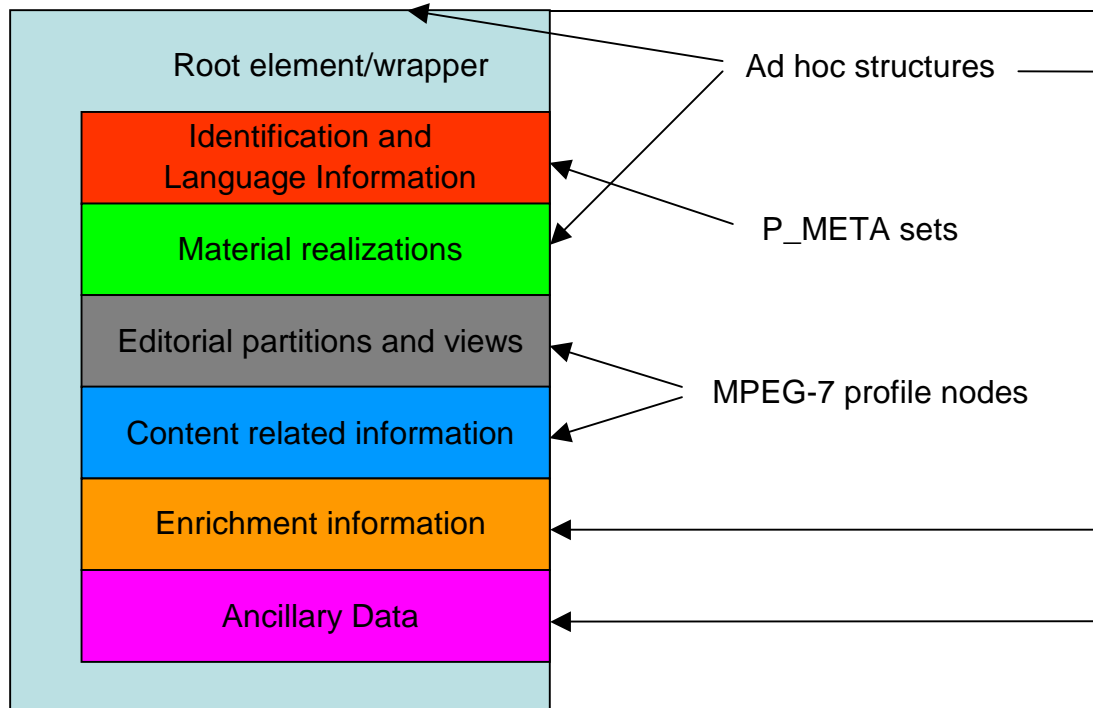 Root element/wrapper
Ad hoc structures
Identification and
Language Information
P_META sets
Material realizations
Editorial partitions and views
MPEG-7 profile nodes
Content related information
Enrichment information
Ancillary Data